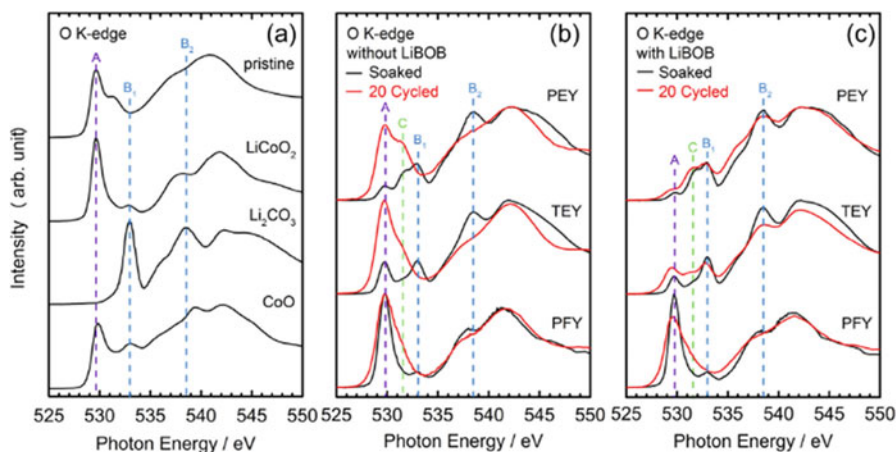 O K-edge
(a)
A
B₁
B₂
pristine
LiCoO₂
Li₂CO₃
CoO
525 530 535 540 545 550
Photon Energy / eV
Intensity ( arb. unit)
O K-edge
without LiBOB
Soaked
20 Cycled
(b)
A
C
B₁
B₂
PEY
TEY
PFY
525 530 535 540 545 550
Photon Energy / eV
O K-edge
with LiBOB
Soaked
20 Cycled
(c)
A
C
B₁
B₂
PEY
TEY
PFY
525 530 535 540 545 550
Photon Energy / eV